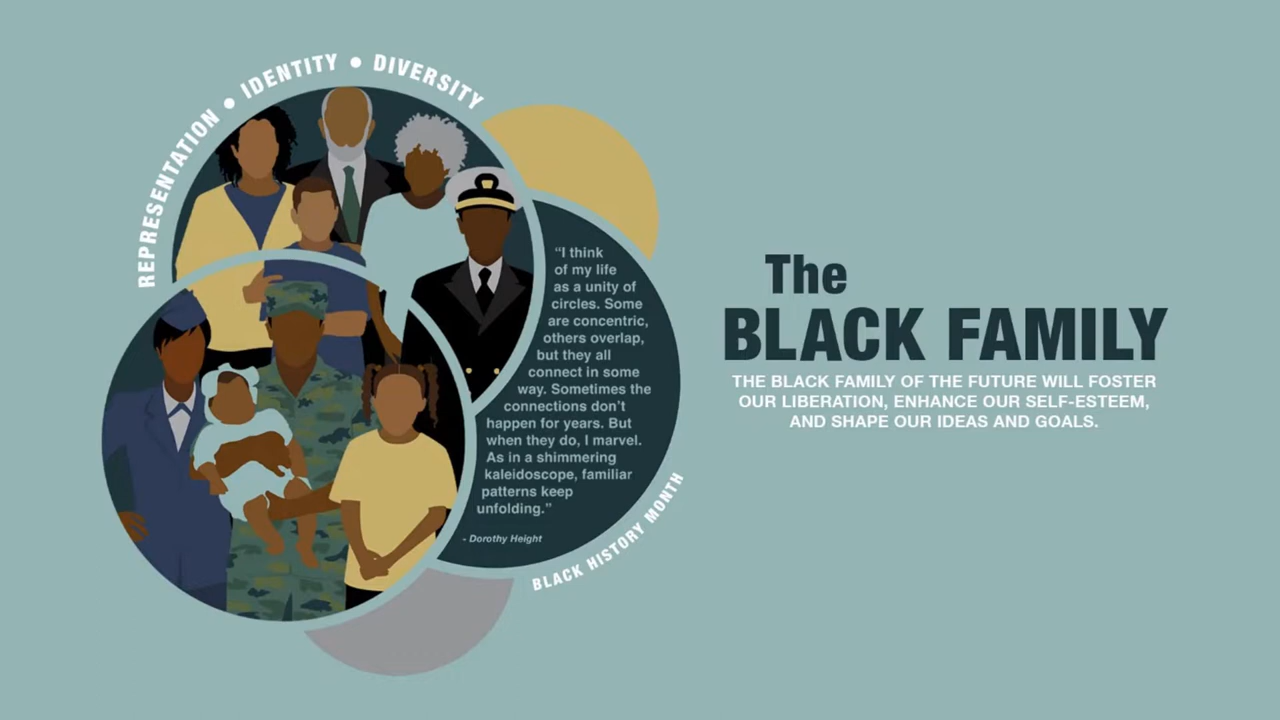 REPRESENTATION • IDENTITY • DIVERSITY
“I think
of my life
as a unity of
circles. Some
are concentric,
others overlap,
but they all
connect in some
way. Sometimes the
connections don’t
happen for years. But
when they do, I marvel.
As in a shimmering
kaleidoscope, familiar
patterns keep
unfolding.”
- Dorothy Height
BLACK HISTORY MONTH
The
BLACK FAMILY
THE BLACK FAMILY OF THE FUTURE WILL FOSTER
OUR LIBERATION, ENHANCE OUR SELF-ESTEEM,
AND SHAPE OUR IDEAS AND GOALS.